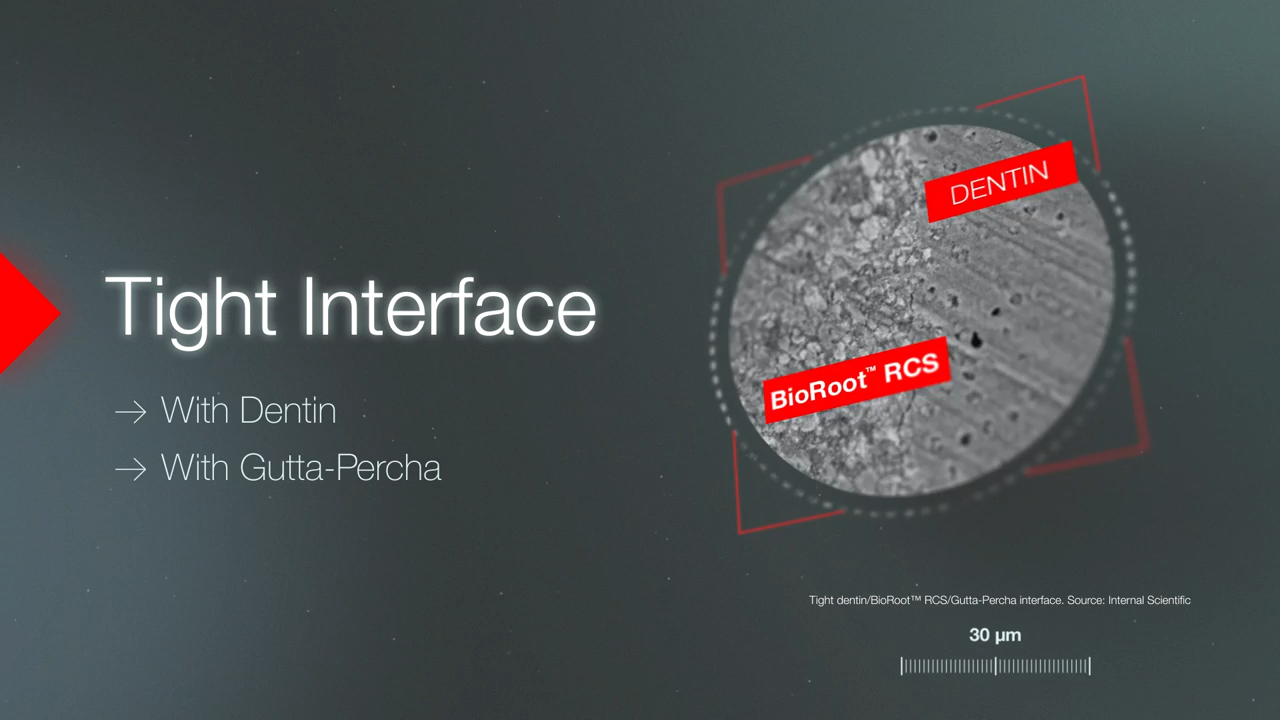 Tight Interface
→ With Dentin
→ With Gutta-Percha
DENTIN
BioRoot™ RCS
Tight dentin/BioRoot™ RCS/Gutta-Percha interface. Source: Internal Scientific
30 µm